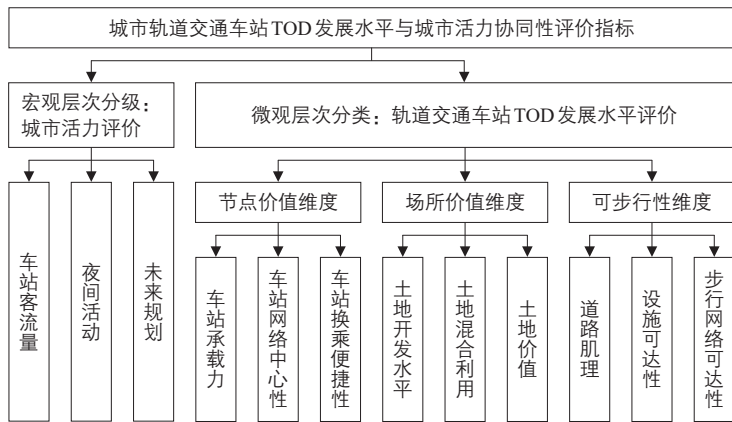 城市轨道交通车站TOD发展水平与城市活力协同性评价指标
宏观层次分级：
城市活力评价
微观层次分类：轨道交通车站TOD发展水平评价
节点价值维度
场所价值维度
可步行性维度
车站客流量
夜间活动
未来规划
车站承载力
车站网络中心性
车站换乘便捷性
土地开发水平
土地混合利用
土地价值
道路肌理
设施可达性
步行网络可达性